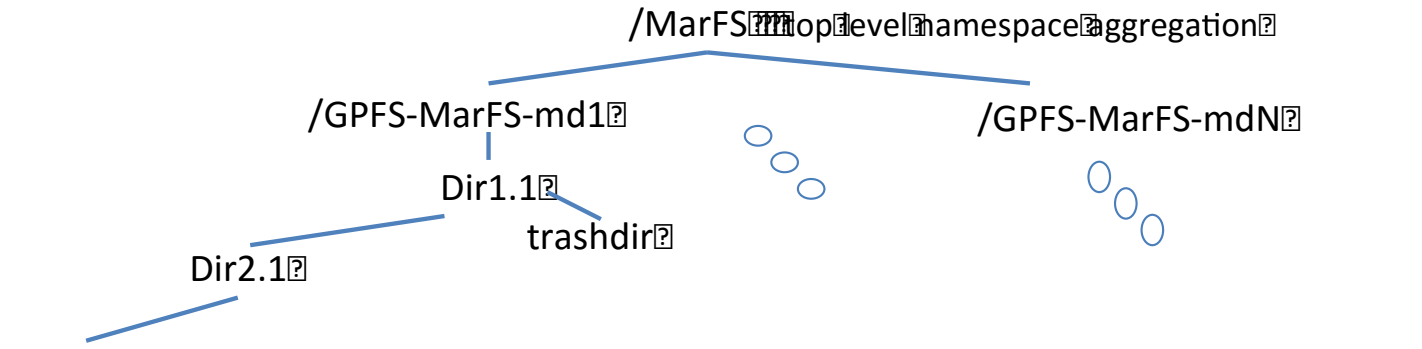 /MarFS top level namespace aggregation
/GPFS-MarFS-md1
/GPFS-MarFS-mdN
Dir1.1
trashdir
Dir2.1